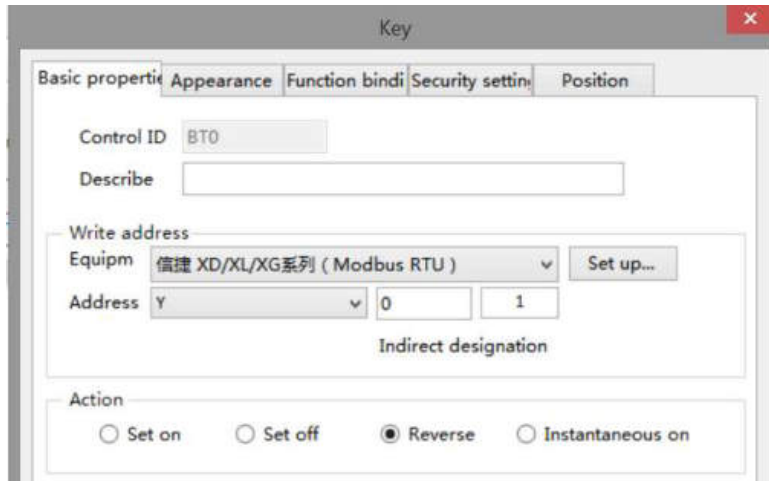 Key
Basic propertie Appearance Function bindi Security settin Position
Control ID BT0
Describe
Write address
Equipm 信捷 XD/XL/XG系列 ( Modbus RTU ) Set up...
Address Y 0 1
Indirect designation
Action
Set on Set off Reverse Instantaneous on